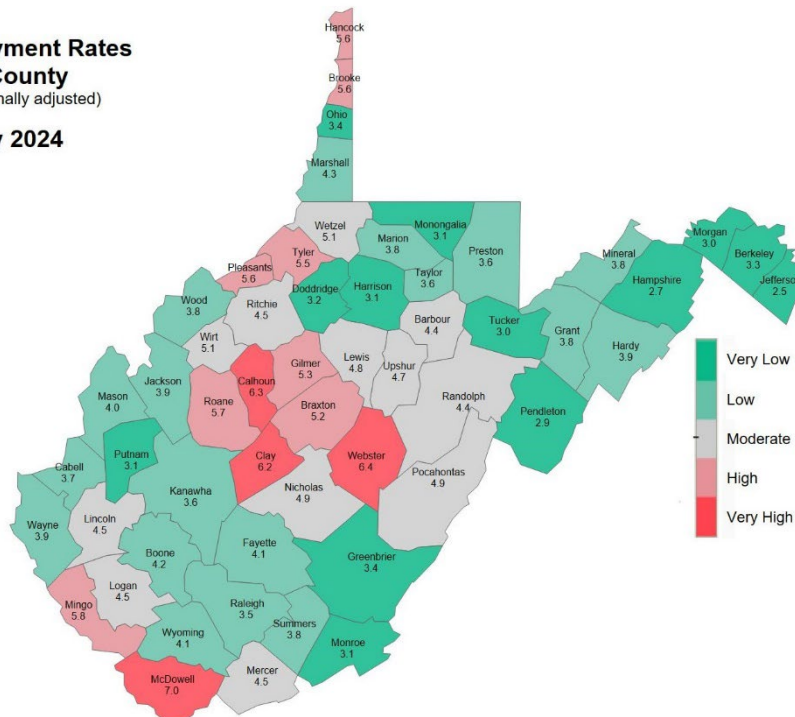 yment Rates
County
nally adjusted)
2024
Hancock
5.6
Brooke
5.6
Ohio
3.4
Marshall
4.3
Wetzel
5.1
Monongalia
3.1
Marion
3.8
Preston
3.6
Tyler
5.5
Pleasants
5.6
Taylor
3.6
Doddridge
3.2
Harrison
3.1
Wood
3.8
Ritchie
4.5
Morgan
3.0
Berkeley
3.3
Jefferso
2.5
Mineral
3.8
Hampshire
2.7
Barbour
4.4
Tucker
3.0
Grant
3.8
Hardy
3.9
Wirt
5.1
Lewis
4.8
Upshur
4.7
Gilmer
5.3
Calhoun
6.3
Jackson
3.9
Mason
4.0
Roane
5.7
Braxton
5.2
Randolph
4.4
Pendleton
2.9
Putnam
3.1
Clay
6.2
Webster
6.4
Pocahontas
4.9
Cabell
3.7
Kanawha
3.6
Nicholas
4.9
Wayne
3.9
Lincoln
4.5
Boone
4.2
Fayette
4.1
Greenbrier
3.4
Logan
4.5
Mingo
5.8
Raleigh
3.5
Summers
3.8
Wyoming
4.1
Monroe
3.1
Mercer
4.5
McDowell
7.0
Very Low
Low
Moderate
High
Very High